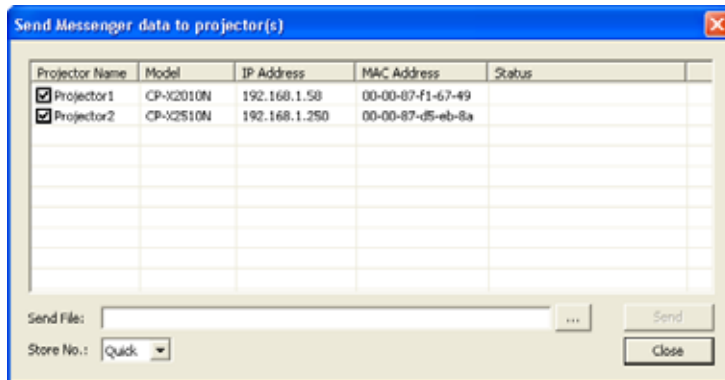 Send Messenger data to projector(s)
Projector Name Model IP Address MAC Address Status
Projector1 CP-X2010N 192.168.1.58 00-00-87-f1-67-49
Projector2 CP-X2510N 192.168.1.250 00-00-87-d5-eb-8a
Send File: ... Send
Store No.: Quick Close